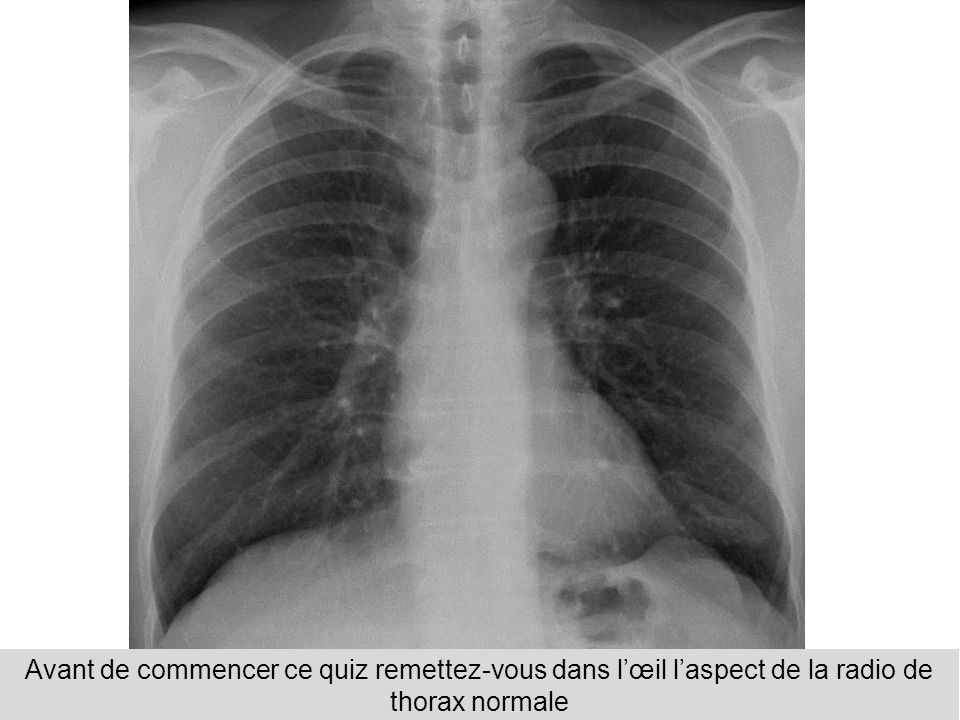 Avant de commencer ce quiz remettez-vous dans l’œil l’aspect de la radio de
thorax normale